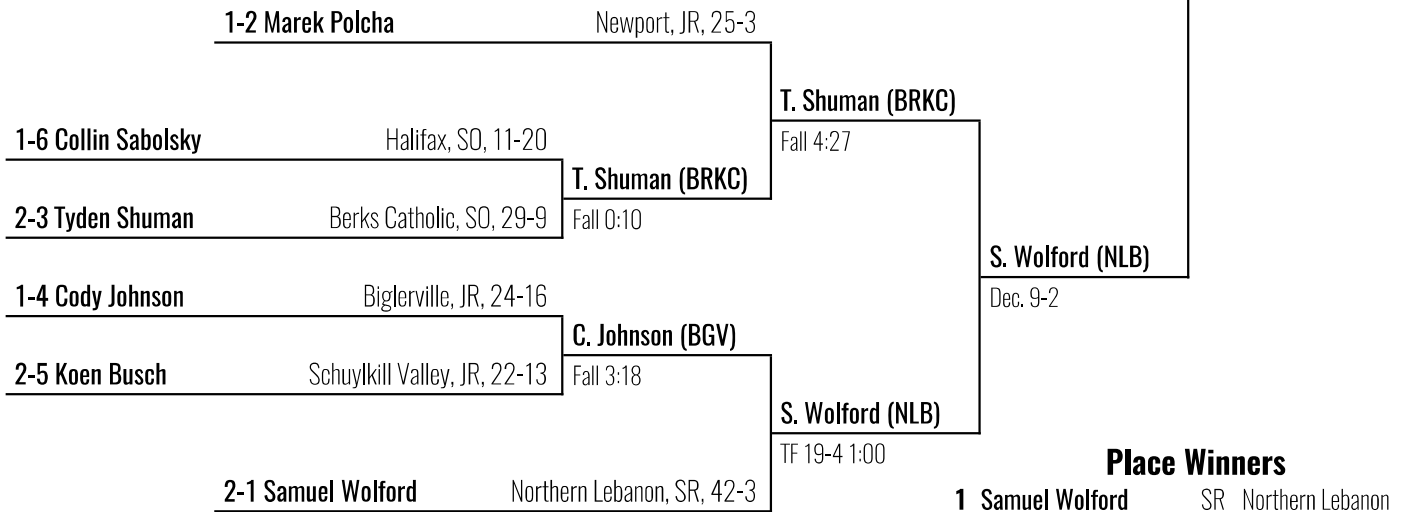 1-2 Marek Polcha Newport, JR, 25-3
T. Shuman (BRKC)
Fall 4:27
1-6 Collin Sabolsky Halifax, SO, 11-20
T. Shuman (BRKC)
Fall 0:10
2-3 Tyden Shuman Berks Catholic, SO, 29-9
S. Wolford (NLB)
Dec. 9-2
1-4 Cody Johnson Biglerville, JR, 24-16
C. Johnson (BGV)
Fall 3:18
2-5 Koen Busch Schuylkill Valley, JR, 22-13
S. Wolford (NLB)
TF 19-4 1:00
2-1 Samuel Wolford Northern Lebanon, SR, 42-3
Place Winners
1 Samuel Wolford SR Northern Lebanon